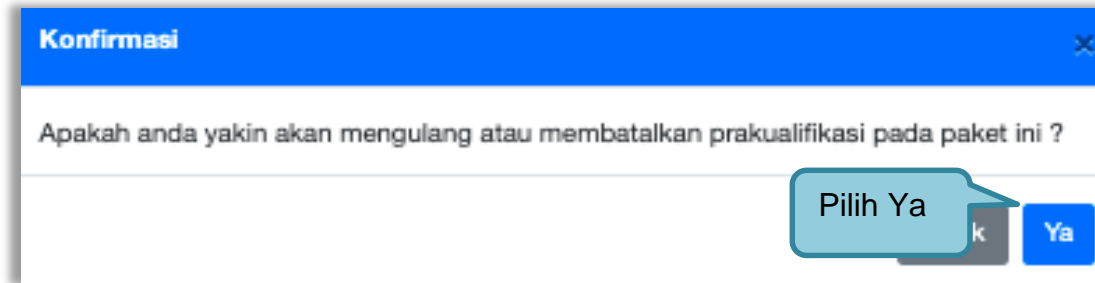 Konfirmasi
×
Apakah anda yakin akan mengulang atau membatalkan prakualifikasi pada paket ini ?
Pilih Ya
k Ya